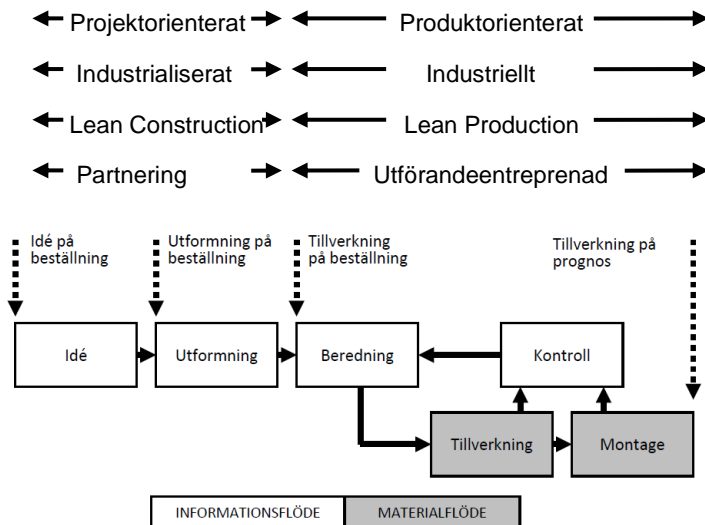 Projektorienterat Produktorienterat
Industrialiserat Industriellt
Lean Construction Lean Production
Partnering Utförandeentreprenad
Idé på
beställning
Utformning på
beställning
Tillverkning
på beställning
Tillverkning på
prognos
Idé Utformning Beredning Kontroll
Tillverkning Montage
INFORMATIONSFLÖDE MATERIALFLÖDE